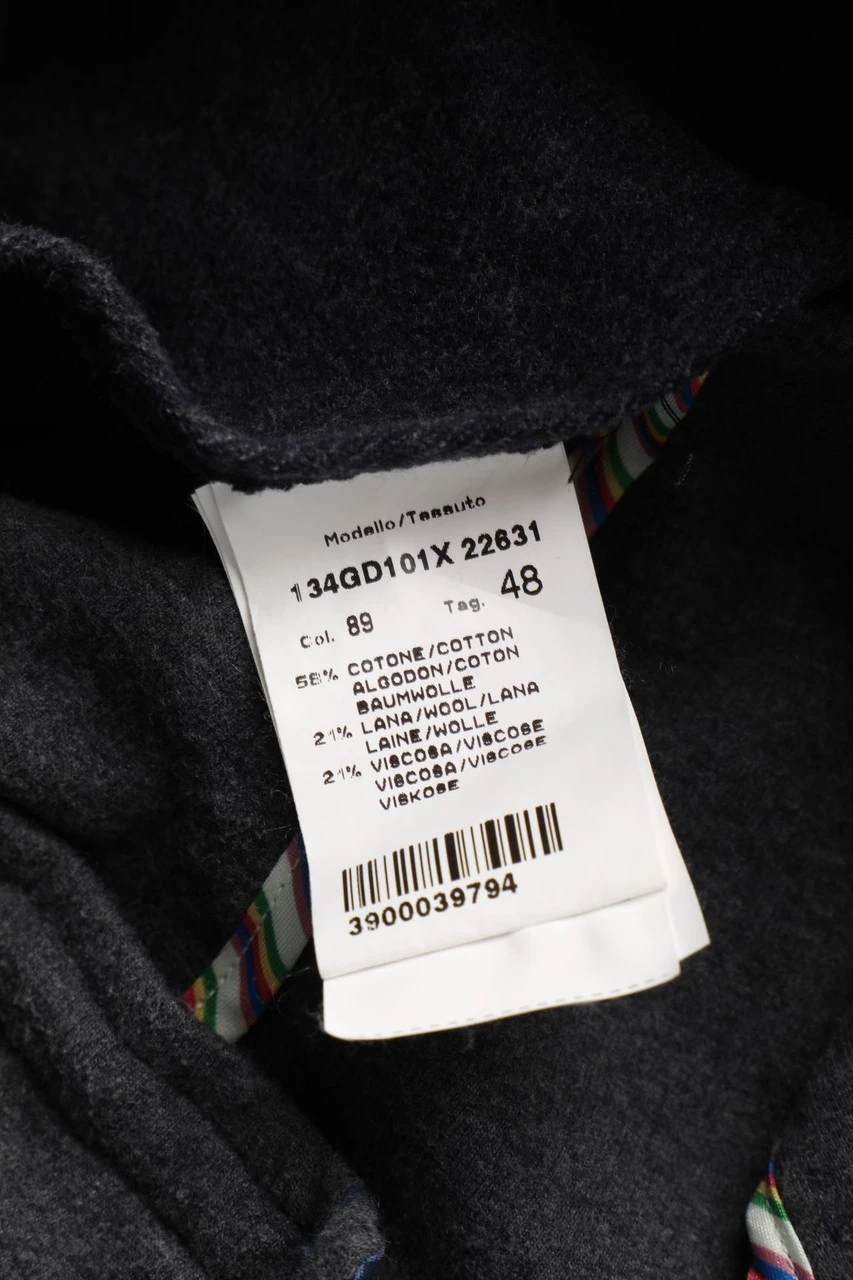 Modello/Tessuto
134GD101X 22631
Col. 89 Tag. 48
58% COTONE/COTTON
ALGODON/COTON
BAUMWOLLE
21% LANA/WOOL/LANA
LAINE/WOLLE
21% VISCOSA/VISCOSE
VISCOSA/VISCOSE
VISKOSE
3900039794